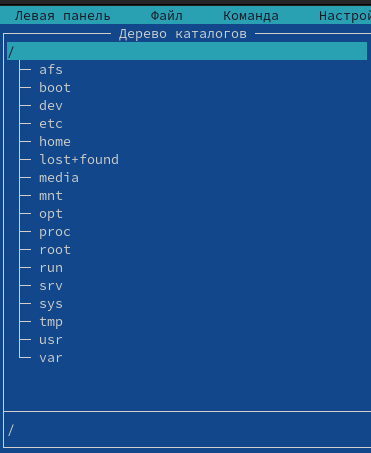 Левая панель Файл Команда Настрой
Дерево каталогов
/
afs
boot
dev
etc
home
lost+found
media
mnt
opt
proc
root
run
srv
sys
tmp
usr
var
/